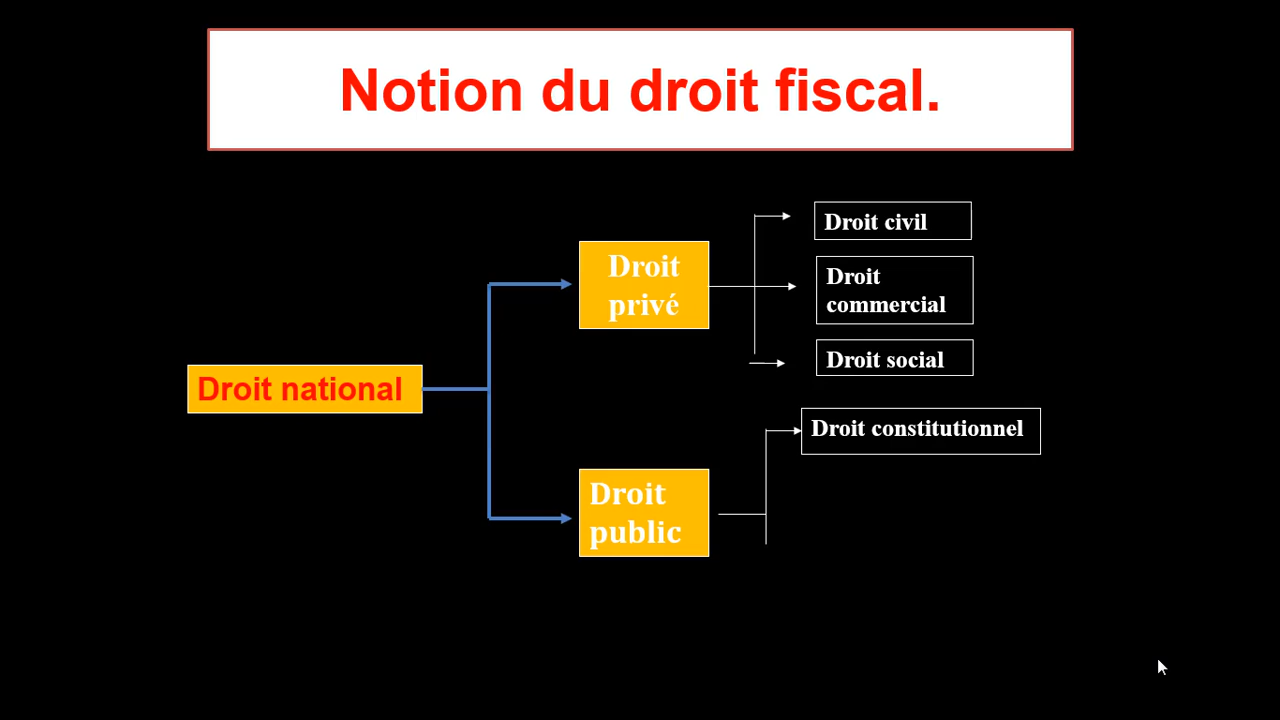 Notion du droit fiscal.
Droit civil
Droit
privé
Droit
commercial
Droit social
Droit national
Droit constitutionnel
Droit
public